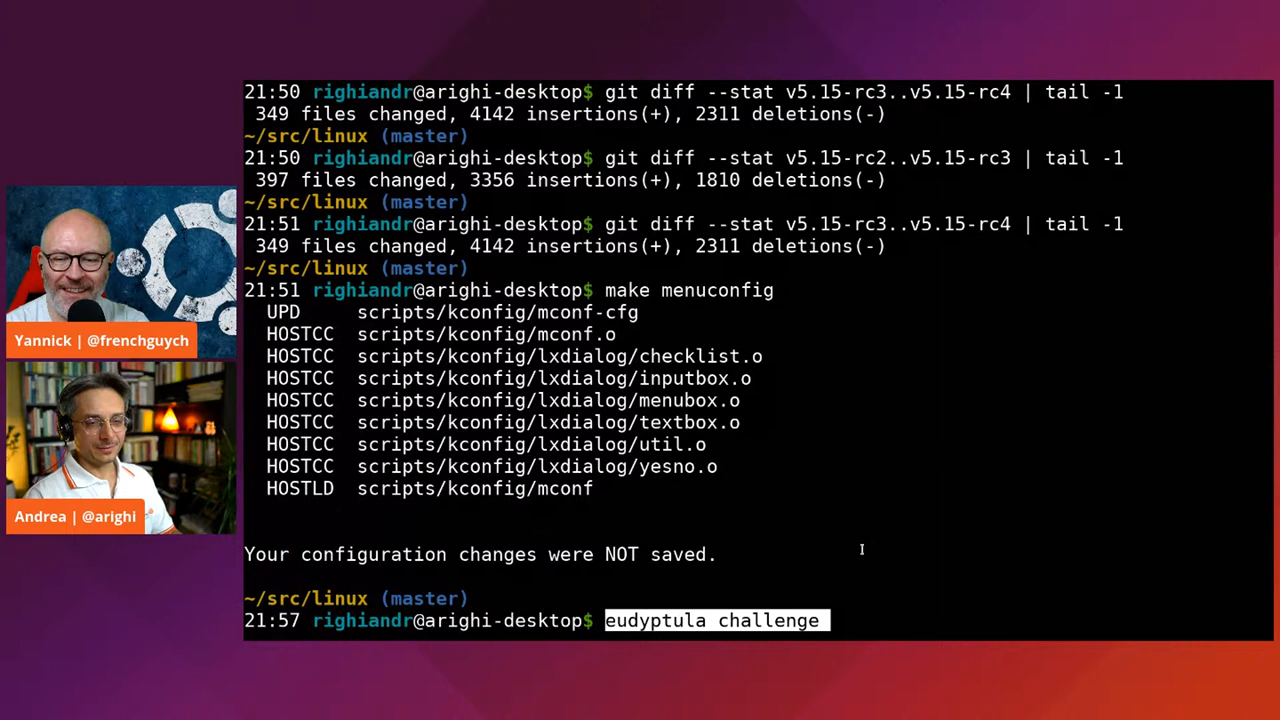 21:50 righiandr@arighi-desktop$ git diff --stat v5.15-rc3..v5.15-rc4 | tail -1
349 files changed, 4142 insertions(+), 2311 deletions(-)
~/src/linux (master)
21:50 righiandr@arighi-desktop$ git diff --stat v5.15-rc2..v5.15-rc3 | tail -1
397 files changed, 3356 insertions(+), 1810 deletions(-)
~/src/linux (master)
21:51 righiandr@arighi-desktop$ git diff --stat v5.15-rc3..v5.15-rc4 | tail -1
349 files changed, 4142 insertions(+), 2311 deletions(-)
~/src/linux (master)
21:51 righiandr@arighi-desktop$ make menuconfig
UPD scripts/kconfig/mconf-cfg
HOSTCC scripts/kconfig/mconf.o
HOSTCC scripts/kconfig/lxdialog/checklist.o
HOSTCC scripts/kconfig/lxdialog/inputbox.o
HOSTCC scripts/kconfig/lxdialog/menubox.o
HOSTCC scripts/kconfig/lxdialog/textbox.o
HOSTCC scripts/kconfig/lxdialog/util.o
HOSTCC scripts/kconfig/lxdialog/yesno.o
HOSTLD scripts/kconfig/mconf
Your configuration changes were NOT saved.
~/src/linux (master)
21:57 righiandr@arighi-desktop$ eudyptula challenge
Yannick | @frenchguych
Andrea | @arighi